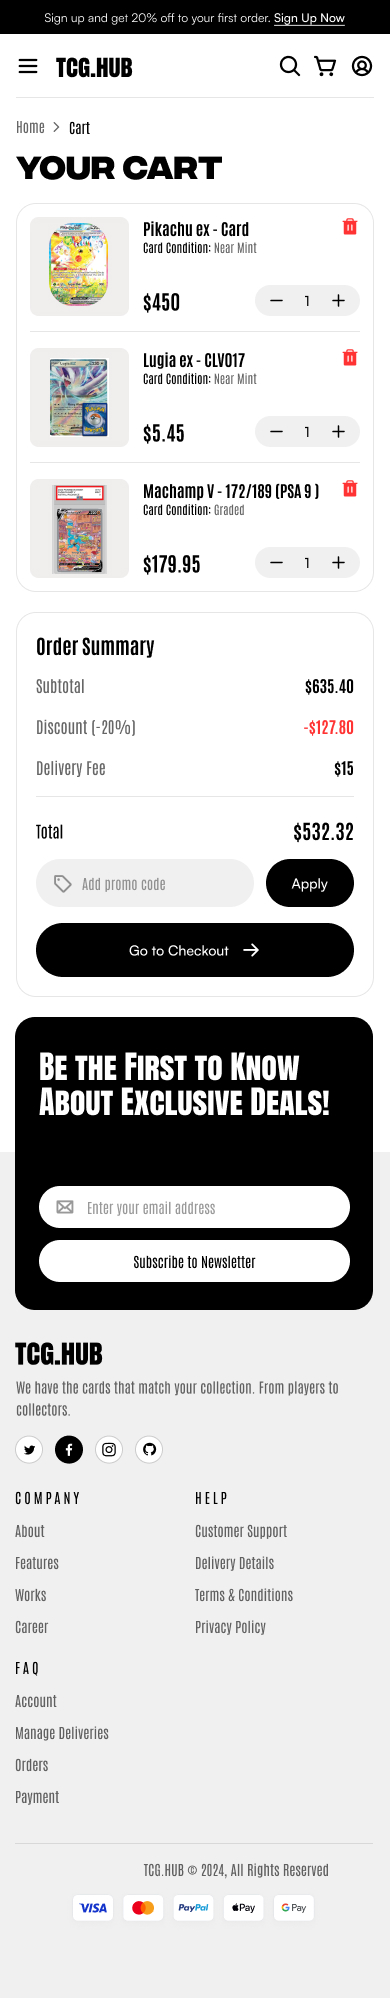 Sign up and get 20% off to your first order. Sign Up Now
TCG.HUB
Home > Cart
YOUR CART
Pikachu ex - Card
Card Condition: Near Mint
$450
1
Lugia ex - CLV017
Card Condition: Near Mint
$5.45
1
Machamp V - 172/189 (PSA 9 )
Card Condition: Graded
$179.95
1
Order Summary
Subtotal $635.40
Discount (-20%) -$127.80
Delivery Fee $15
Total $532.32
Add promo code Apply
Go to Checkout
BE THE FIRST TO KNOW
ABOUT EXCLUSIVE DEALS!
Enter your email address
Subscribe to Newsletter
TCG.HUB
We have the cards that match your collection. From players to
collectors.
COMPANY HELP
About Customer Support
Features Delivery Details
Works Terms & Conditions
Career Privacy Policy
FAQ
Account
Manage Deliveries
Orders
Payment
TCG.HUB © 2024, All Rights Reserved
VISA PayPal Pay G Pay